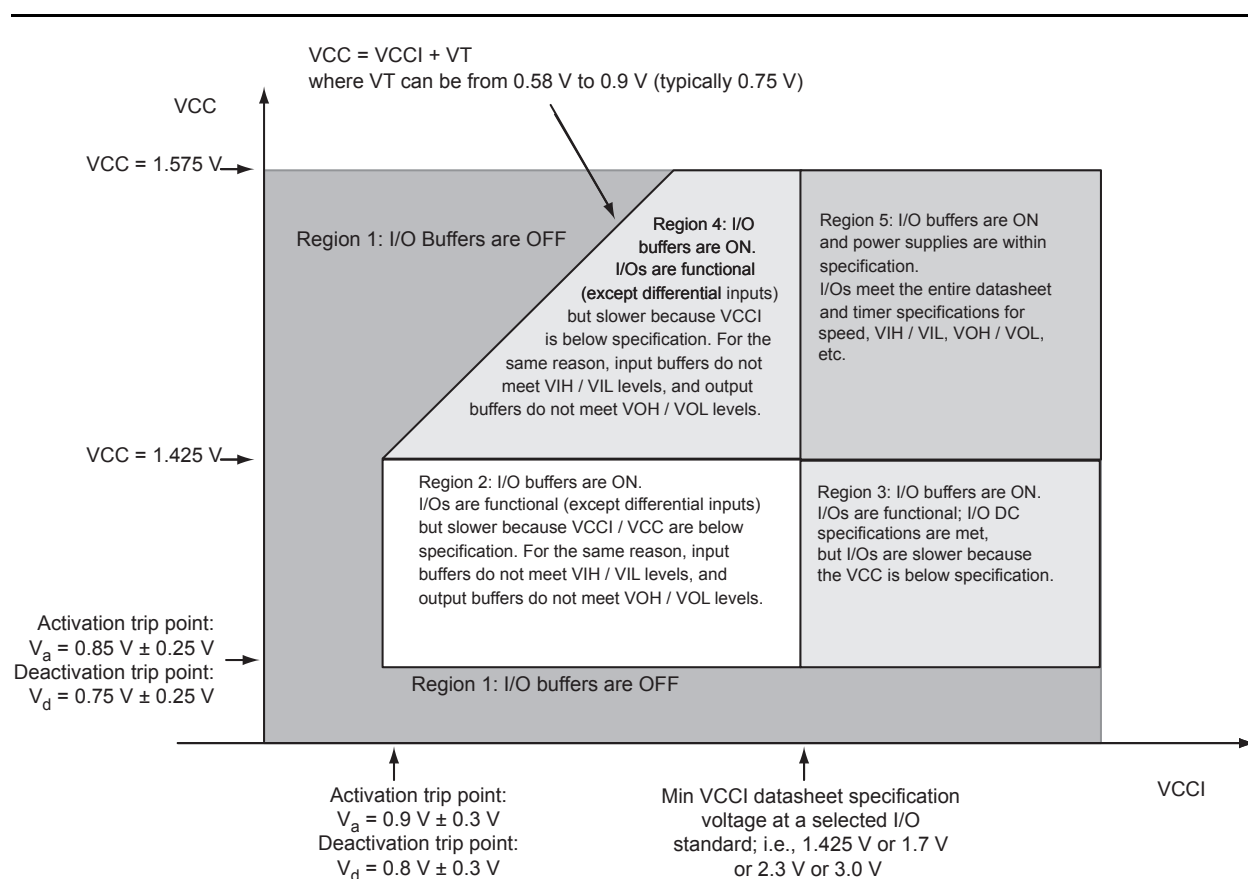 VCC = VCCI + VT
where VT can be from 0.58 V to 0.9 V (typically 0.75 V)
VCC
VCC = 1.575 V
Region 1: I/O Buffers are OFF
Region 4: I/O
buffers are ON.
I/Os are functional
(except differential inputs)
but slower because VCCI
is below specification. For the
same reason, input buffers do not
meet VIH / VIL levels, and output
buffers do not meet VOH / VOL levels.
Region 5: I/O buffers are ON
and power supplies are within
specification.
I/Os meet the entire datasheet
and timer specifications for
speed, VIH / VIL, VOH / VOL,
etc.
VCC = 1.425 V
Region 2: I/O buffers are ON.
I/Os are functional (except differential inputs)
but slower because VCCI / VCC are below
specification. For the same reason, input
buffers do not meet VIH / VIL levels, and
output buffers do not meet VOH / VOL levels.
Region 3: I/O buffers are ON.
I/Os are functional; I/O DC
specifications are met,
but I/Os are slower because
the VCC is below specification.
Activation trip point:
Va = 0.85 V ± 0.25 V
Deactivation trip point:
Vd = 0.75 V ± 0.25 V
Region 1: I/O buffers are OFF
VCCI
Activation trip point:
Va = 0.9 V ± 0.3 V
Deactivation trip point:
Vd = 0.8 V ± 0.3 V
Min VCCI datasheet specification
voltage at a selected I/O
standard; i.e., 1.425 V or 1.7 V
or 2.3 V or 3.0 V